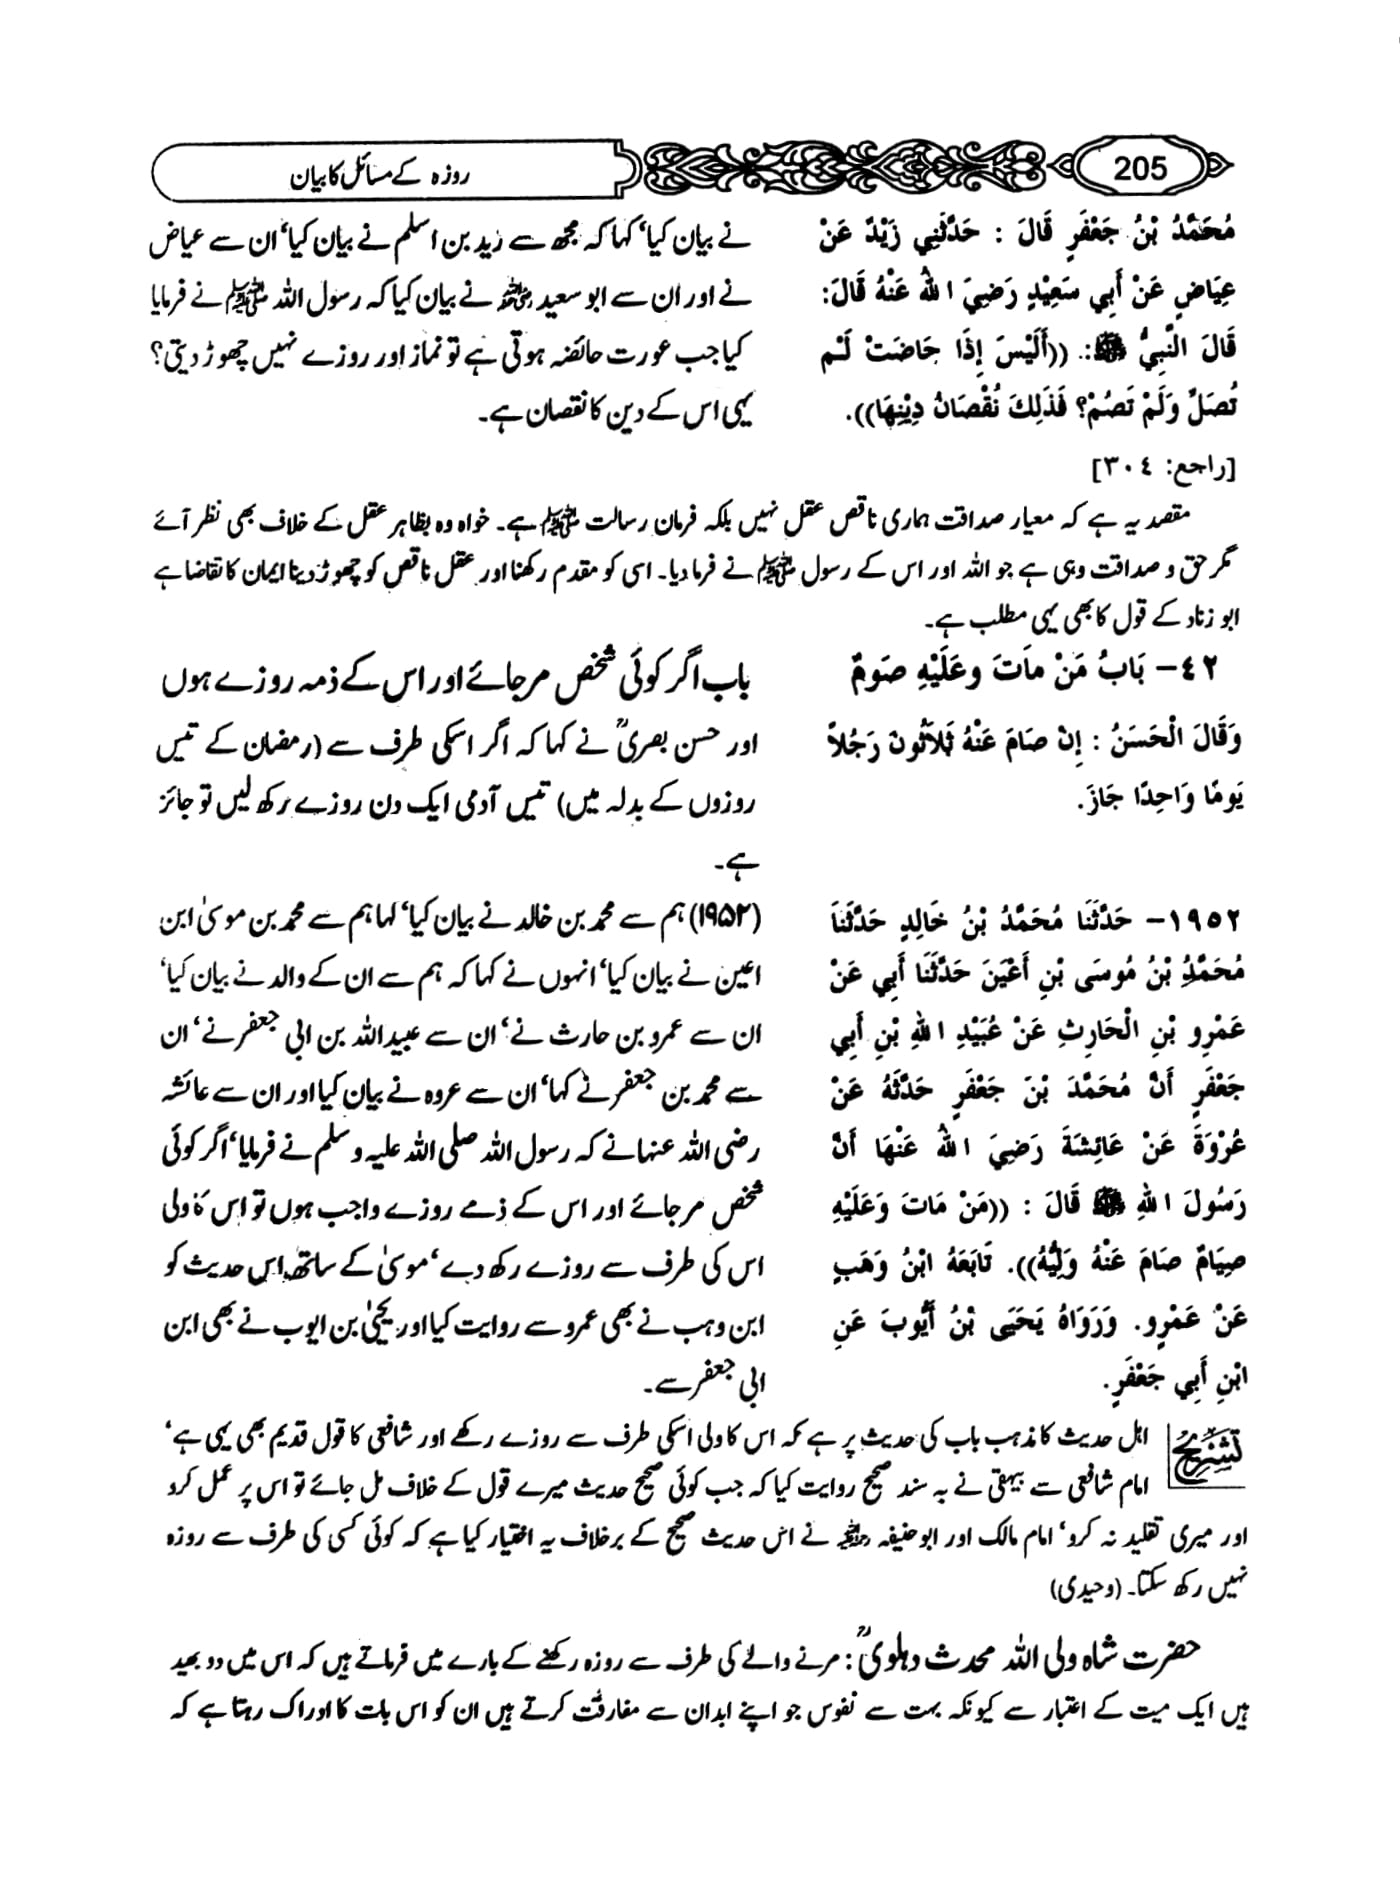 205
روزہ کے مسائل کا بیان
مُحَمَّدُ بْنُ جَعْفَرٍ قَالَ : حَدَّثَنِي زَيْدٌ عَنْ
عِيَاضٍ عَنْ أَبِي سَعِيْدٍ رَضِيَ اللهُ عَنْهُ قَالَ:
قَالَ النَّبِيُّ ﷺ: ((أَلَيْسَ إِذَا حَاضَتْ لَمْ
تُصَلِّ وَلَمْ تَصُمْ؟ فَذَلِكَ نُقْصَانُ دِيْنِهَا)).
[راجع: ٣٠٤]
نے بیان کیا‘ کہا کہ مجھ سے زید بن اسلم نے بیان کیا‘ ان سے عیاض
نے اور ان سے ابو سعید رضی اللہ عنہ نے بیان کیا کہ رسول اللہ ﷺ نے فرمایا
کیا جب عورت حائضہ ہوتی ہے تو نماز اور روزے نہیں چھوڑ دیتی؟
یہی اس کے دین کا نقصان ہے۔
مقصد یہ ہے کہ معیار صداقت ہماری ناقص عقل نہیں بلکہ فرمان رسالت ﷺ ہے۔ خواہ وہ بظاہر عقل کے خلاف بھی نظر آئے
مگر حق و صداقت وہی ہے جو اللہ اور اس کے رسول ﷺ نے فرما دیا۔ اسی کو مقدم رکھنا اور عقل ناقص کو چھوڑ دینا ایمان کا تقاضا ہے
ابو زناد کے قول کا بھی یہی مطلب ہے۔
٤٢- بَابُ مَنْ مَاتَ وَعَلَيْهِ صَومٌ
وَقَالَ الْحَسَنُ : إِنْ صَامَ عَنْهُ ثَلاَثُونَ رَجُلاً
يَومًا وَاحِدًا جَازَ.
باب اگر کوئی شخص مر جائے اور اس کے ذمہ روزے ہوں
اور حسن بصریؒ نے کہا کہ اگر اسکی طرف سے (رمضان کے تیس
روزوں کے بدلہ میں) تیس آدمی ایک دن روزے رکھ لیں تو جائز
ہے۔
١٩٥٢- حَدَّثَنَا مُحَمَّدُ بْنُ خَالِدٍ حَدَّثَنَا
مُحَمَّدُ بْنُ مُوسَى بْنِ أَعْيَنَ حَدَّثَنَا أَبِي عَنْ
عَمْرِو بْنِ الْحَارِثِ عَنْ عُبَيْدِ اللهِ بْنِ أَبِي
جَعْفَرٍ أَنَّ مُحَمَّدَ بْنَ جَعْفَرٍ حَدَّثَهُ عَنْ
عُرْوَةَ عَنْ عَائِشَةَ رَضِيَ اللهُ عَنْهَا أَنَّ
رَسُولَ اللهِ ﷺ قَالَ : ((مَنْ مَاتَ وَعَلَيْهِ
صِيَامٌ صَامَ عَنْهُ وَلِيُّهُ)). تَابَعَهُ ابْنُ وَهَبٍ
عَنْ عَمْرٍو. وَرَوَاهُ يَحَيَى بْنُ أَيُّوبَ عَنِ
ابْنِ أَبِي جَعْفَرٍ.
(۱۹۵۲) ہم سے محمد بن خالد نے بیان کیا‘ کہا ہم سے محمد بن موسیٰ ابن
اعین نے بیان کیا‘ انہوں نے کہا کہ ہم سے ان کے والد نے بیان کیا‘
ان سے عمرو بن حارث نے‘ ان سے عبیداللہ بن ابی جعفر نے‘ ان
سے محمد بن جعفر نے کہا‘ ان سے عروہ نے بیان کیا اور ان سے عائشہ
رضی اللہ عنہا نے کہ رسول اللہ صلی اللہ علیہ و سلم نے فرمایا‘ اگر کوئی
شخص مر جائے اور اس کے ذمے روزے واجب ہوں تو اس کا ولی
اس کی طرف سے روزے رکھ دے‘ موسیٰ کے ساتھ اس حدیث کو
ابن وہب نے بھی عمرو سے روایت کیا اور یحییٰ بن ایوب نے بھی ابن
ابی جعفر سے۔
تشریح
اہل حدیث کا مذہب باب کی حدیث پر ہے کہ اس کا ولی اسکی طرف سے روزے رکھے اور شافعی کا قول قدیم بھی یہی ہے‘
امام شافعی سے بیہقی نے بہ سند صحیح روایت کیا کہ جب کوئی صحیح حدیث میرے قول کے خلاف مل جائے تو اس پر عمل کرو
اور میری تقلید نہ کرو‘ امام مالک اور ابوحنیفہ رحمہ اللہ نے اس حدیث صحیح کے برخلاف یہ اختیار کیا ہے کہ کوئی کسی کی طرف سے روزہ
نہیں رکھ سکتا۔ (وحیدی)
حضرت شاہ ولی اللہ محدث دہلویؒ: مرنے والے کی طرف سے روزہ رکھنے کے بارے میں فرماتے ہیں کہ اس میں دو بھید
ہیں ایک میت کے اعتبار سے کیونکہ بہت سے نفوس جو اپنے ابدان سے مفارقت کرتے ہیں ان کو اس بات کا ادراک رہتا ہے کہ